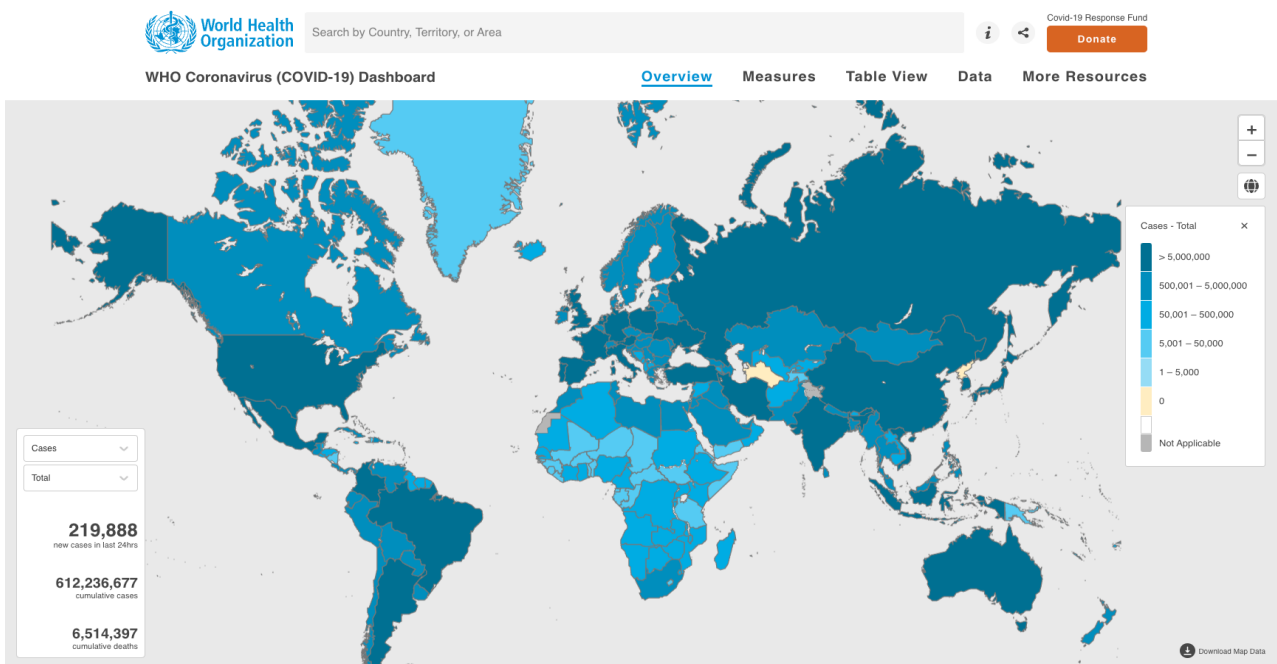 World Health
Organization
Search by Country, Territory, or Area
i
Covid-19 Response Fund
Donate
WHO Coronavirus (COVID-19) Dashboard
Overview
Measures
Table View
Data
More Resources
+
−
Cases - Total
> 5,000,000
500,001 – 5,000,000
50,001 – 500,000
5,001 – 50,000
1 – 5,000
0
Not Applicable
Cases
Total
219,888
new cases in last 24hrs
612,236,677
cumulative cases
6,514,397
cumulative deaths
Download Map Data